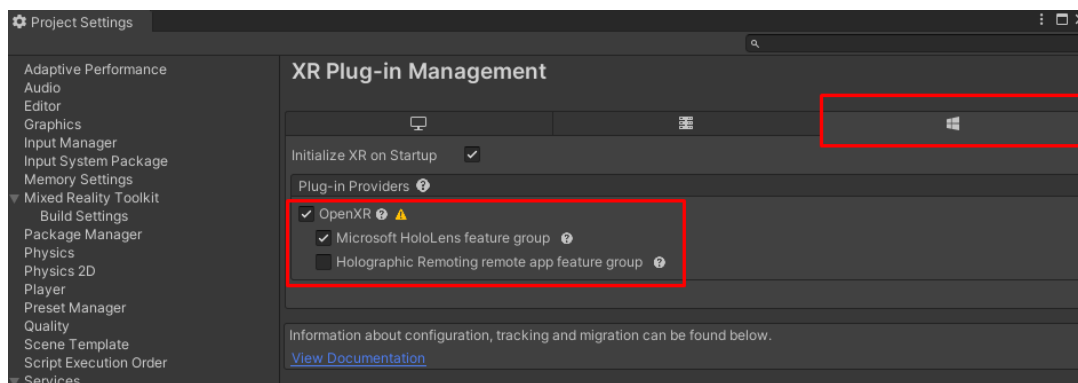 Project Settings
Adaptive Performance
Audio
Editor
Graphics
Input Manager
Input System Package
Memory Settings
Mixed Reality Toolkit
Build Settings
Package Manager
Physics
Physics 2D
Player
Preset Manager
Quality
Scene Template
Script Execution Order
Services
XR Plug-in Management
Initialize XR on Startup
Plug-in Providers
OpenXR
Microsoft HoloLens feature group
Holographic Remoting remote app feature group
Information about configuration, tracking and migration can be found below.
View Documentation